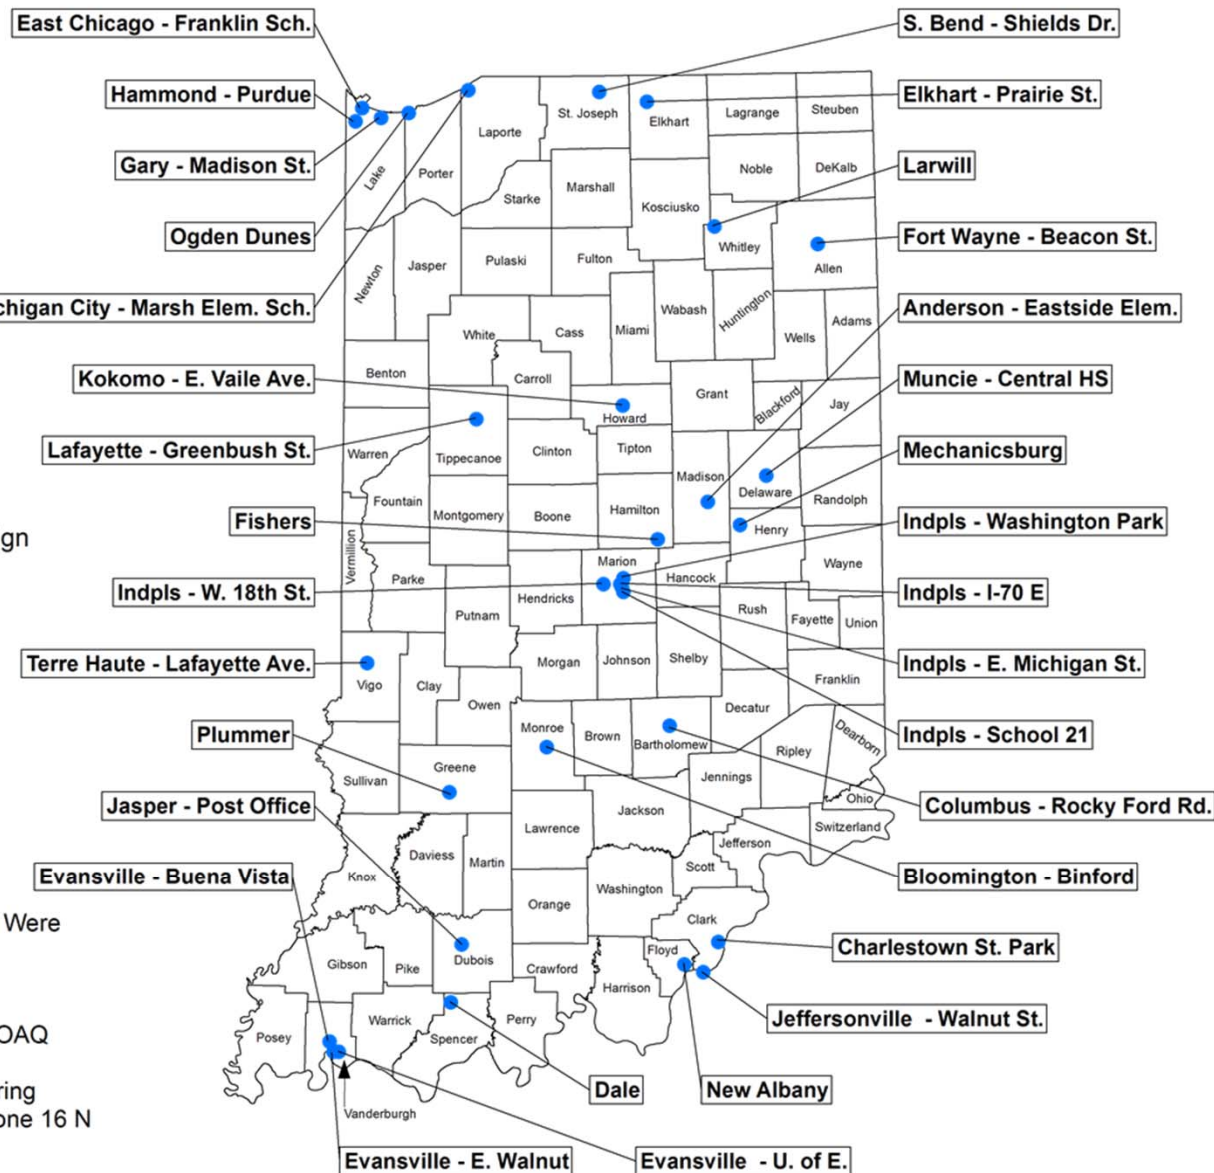 East Chicago - Franklin Sch.
Hammond - Purdue
Gary - Madison St.
Ogden Dunes
chigan City - Marsh Elem. Sch.
Kokomo - E. Vaile Ave.
Lafayette - Greenbush St.
Fishers
gn
Indpls - W. 18th St.
Terre Haute - Lafayette Ave.
Plummer
Jasper - Post Office
Evansville - Buena Vista
Were
OAQ
ring
one 16 N
S. Bend - Shields Dr.
Elkhart - Prairie St.
Larwill
Fort Wayne - Beacon St.
Anderson - Eastside Elem.
Muncie - Central HS
Mechanicsburg
Indpls - Washington Park
Indpls - I-70 E
Indpls - E. Michigan St.
Indpls - School 21
Columbus - Rocky Ford Rd.
Bloomington - Binford
Charlestown St. Park
Jeffersonville - Walnut St.
Dale
New Albany
Evansville - E. Walnut
Evansville - U. of E.
Lake
Porter
Laporte
St. Joseph
Elkhart
Lagrange
Steuben
Noble
DeKalb
Starke
Marshall
Kosciusko
Whitley
Allen
Newton
Jasper
Pulaski
Fulton
Wabash
Huntington
Miami
Wells
Adams
White
Cass
Benton
Carroll
Grant
Blackford
Jay
Howard
Warren
Tippecanoe
Clinton
Tipton
Madison
Delaware
Randolph
Fountain
Montgomery
Boone
Hamilton
Henry
Vermillion
Parke
Putnam
Hendricks
Marion
Hancock
Wayne
Rush
Fayette
Union
Vigo
Clay
Owen
Morgan
Johnson
Shelby
Franklin
Decatur
Monroe
Brown
Bartholomew
Dearborn
Ripley
Jennings
Ohio
Switzerland
Sullivan
Greene
Lawrence
Jackson
Jefferson
Scott
Knox
Daviess
Martin
Orange
Washington
Clark
Floyd
Gibson
Pike
Dubois
Crawford
Harrison
Posey
Warrick
Spencer
Perry
Vanderburgh